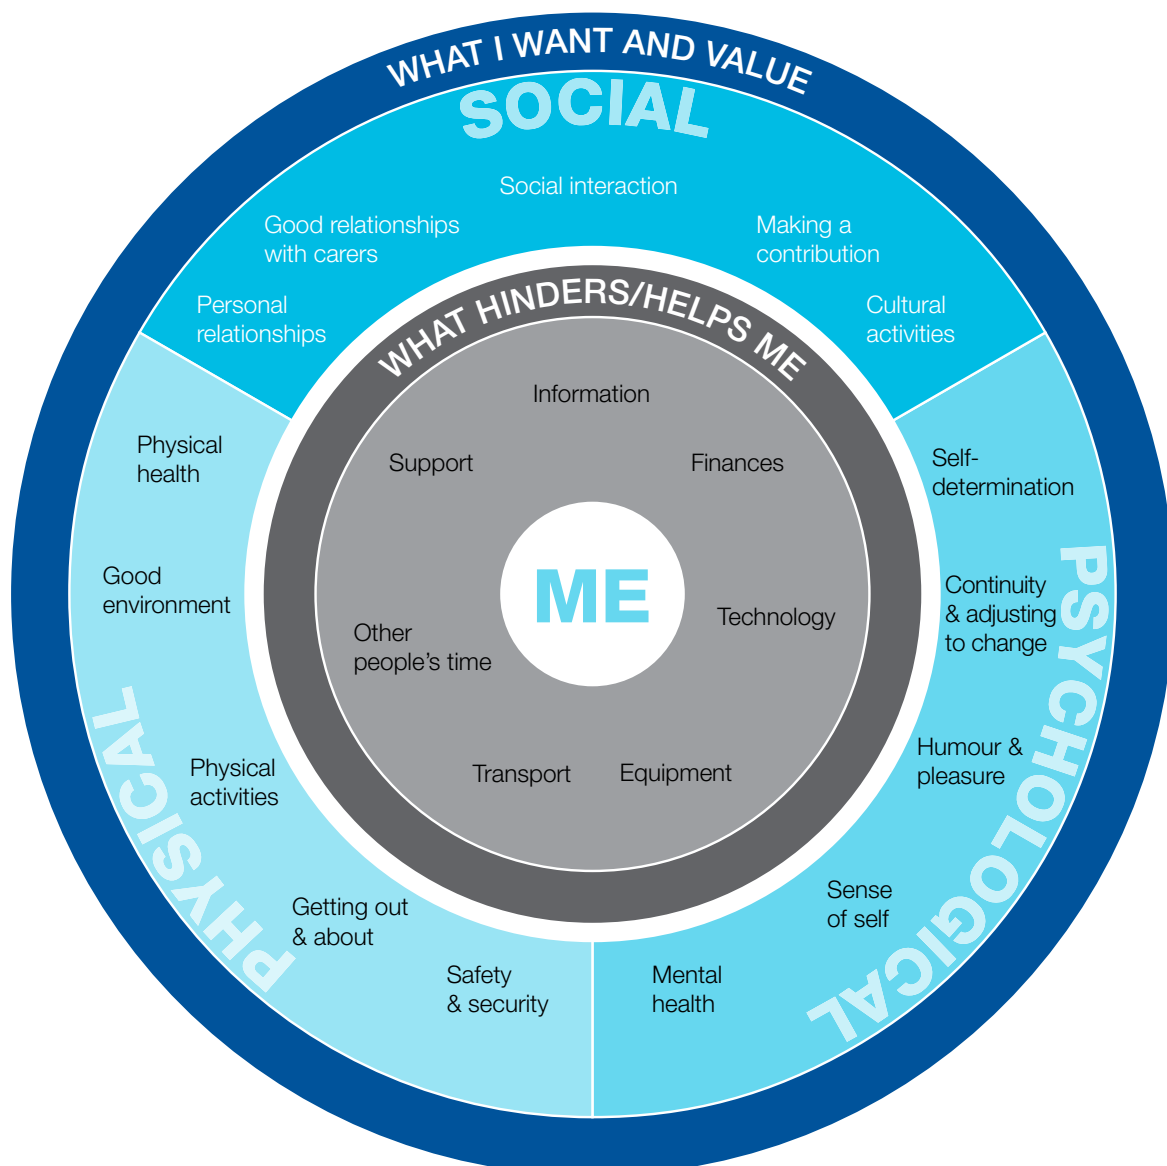 WHAT I WANT AND VALUE
SOCIAL
Social interaction
Good relationships
with carers
Making a
contribution
Personal
relationships
Cultural
activities
WHAT HINDERS/HELPS ME
Information
Support
Finances
ME
Technology
Other
people's time
Transport
Equipment
Physical
health
Good
environment
PHYSICAL
Physical
activities
Getting out
& about
Safety
& security
Self-
determination
PSYCHOLOGICAL
Continuity
& adjusting
to change
Humour &
pleasure
Sense
of self
Mental
health